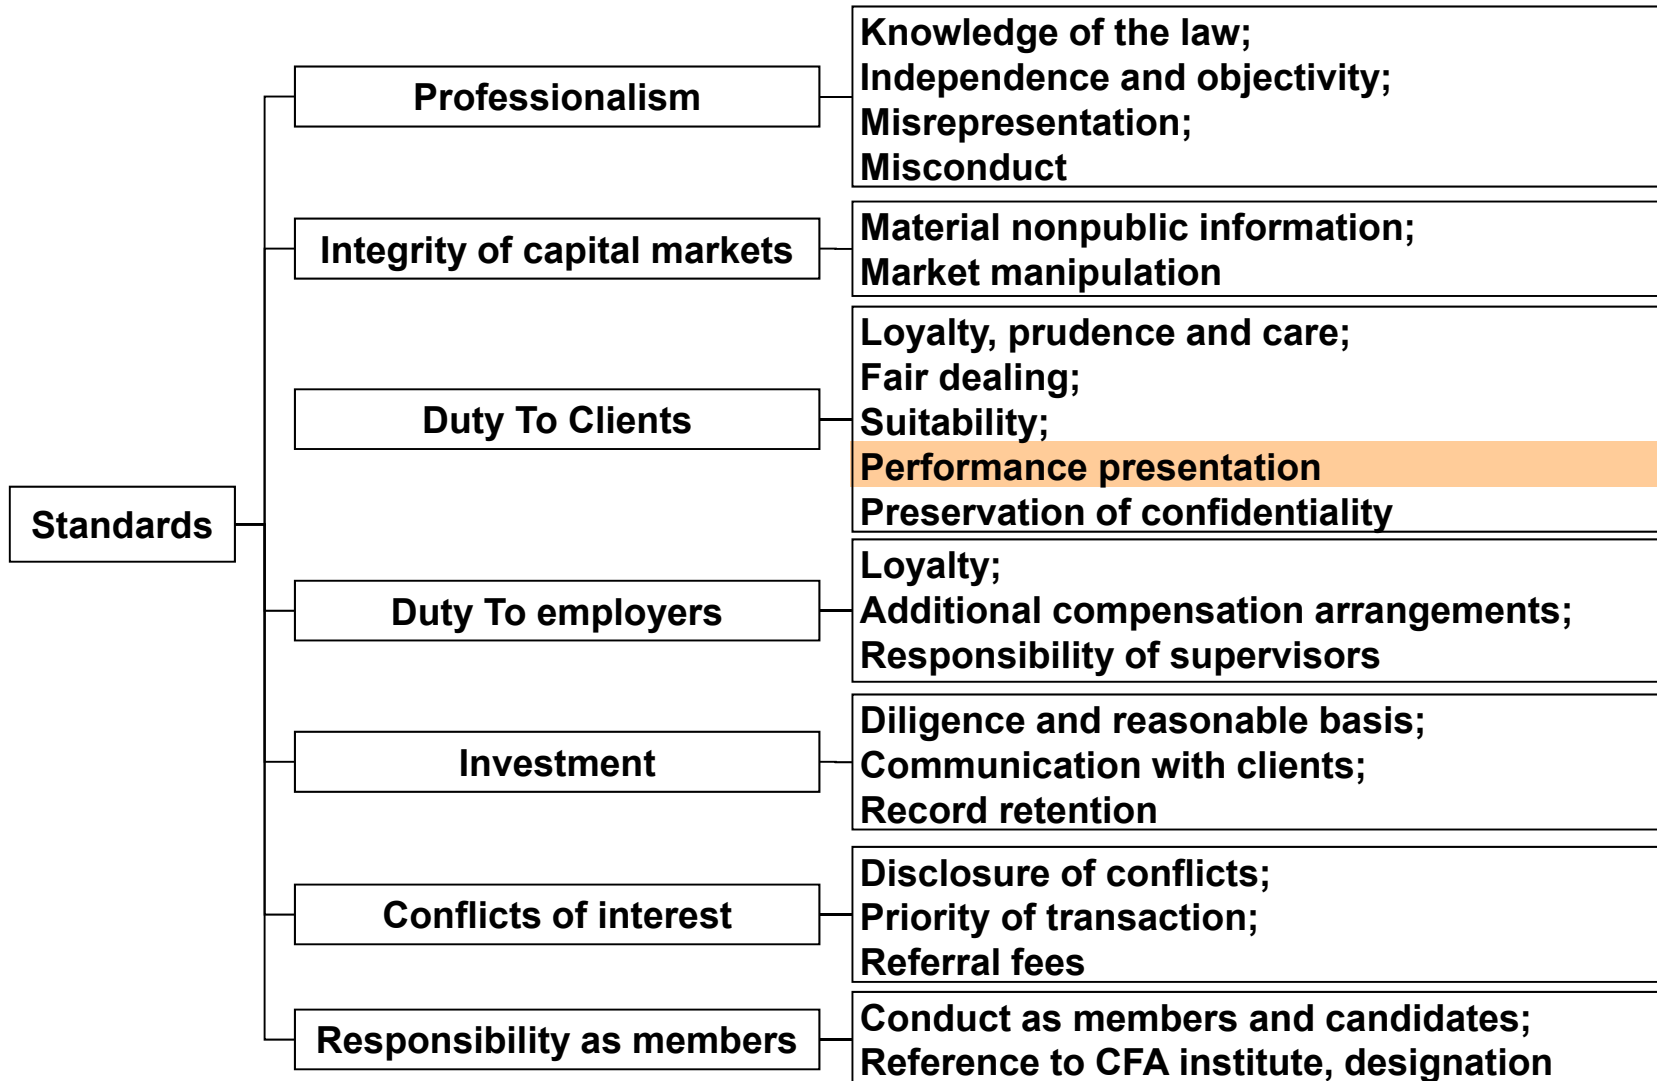 Standards
Professionalism
Knowledge of the law;
Independence and objectivity;
Misrepresentation;
Misconduct
Integrity of capital markets
Material nonpublic information;
Market manipulation
Duty To Clients
Loyalty, prudence and care;
Fair dealing;
Suitability;
Performance presentation
Preservation of confidentiality
Duty To employers
Loyalty;
Additional compensation arrangements;
Responsibility of supervisors
Investment
Diligence and reasonable basis;
Communication with clients;
Record retention
Conflicts of interest
Disclosure of conflicts;
Priority of transaction;
Referral fees
Responsibility as members
Conduct as members and candidates;
Reference to CFA institute, designation